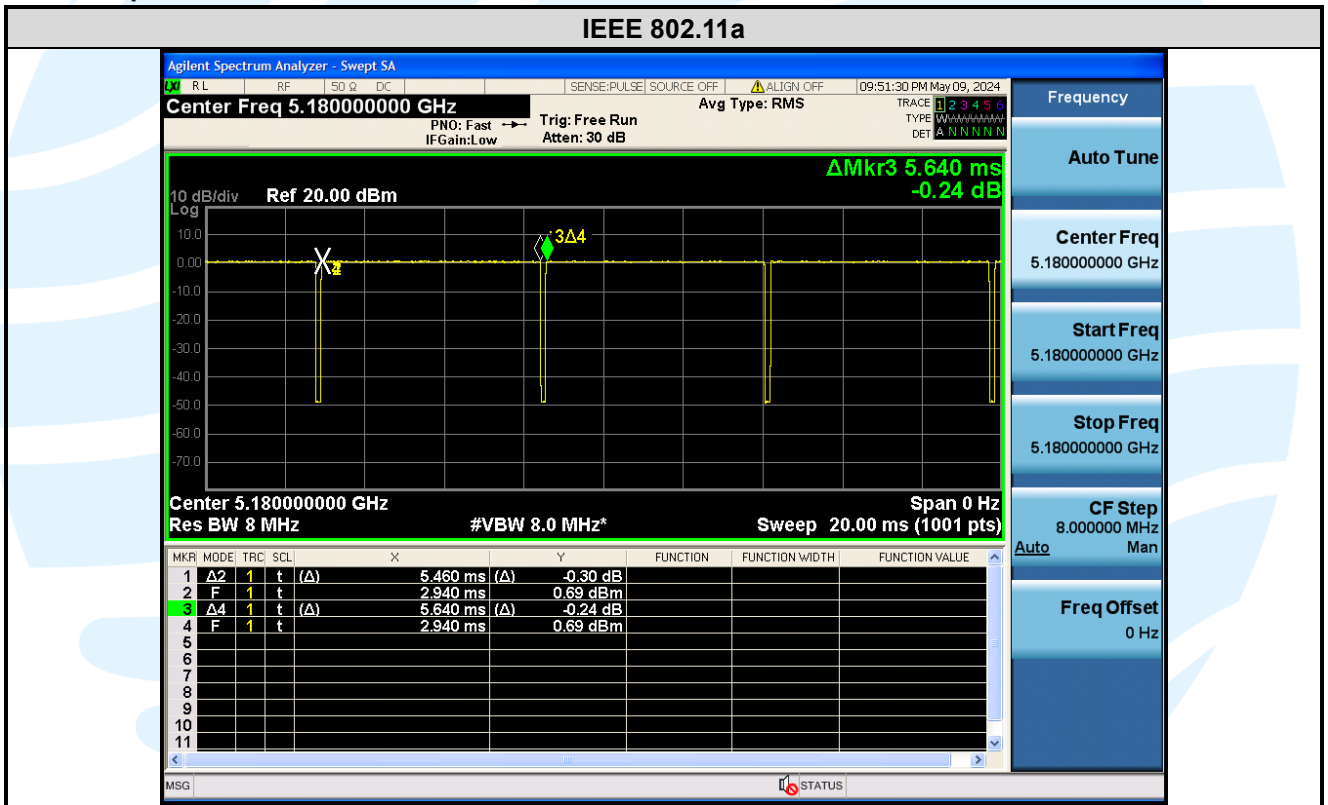 IEEE 802.11a
Agilent Spectrum Analyzer - Swept SA
LXI RL RF 50 Ω DC SENSE:PULSE SOURCE OFF ALIGN OFF 09:51:30 PM May 09, 2024
Center Freq 5.180000000 GHz Avg Type: RMS TRACE 1 2 3 4 5 6
PNO: Fast Trig: Free Run TYPE WWWWWW
IFGain:Low Atten: 30 dB DET A N N N N N
ΔMkr3 5.640 ms
-0.24 dB
10 dB/div Ref 20.00 dBm
Log
10.0
0.00
-10.0
-20.0
-30.0
-40.0
-50.0
-60.0
-70.0
3Δ4
Center 5.180000000 GHz Span 0 Hz
Res BW 8 MHz #VBW 8.0 MHz* Sweep 20.00 ms (1001 pts)
MKR MODE TRC SCL X Y FUNCTION FUNCTION WIDTH FUNCTION VALUE
1 Δ2 1 t (Δ) 5.460 ms (Δ) -0.30 dB
2 F 1 t 2.940 ms 0.69 dBm
3 Δ4 1 t (Δ) 5.640 ms (Δ) -0.24 dB
4 F 1 t 2.940 ms 0.69 dBm
5
6
7
8
9
10
11
MSG STATUS
Frequency
Auto Tune
Center Freq
5.180000000 GHz
Start Freq
5.180000000 GHz
Stop Freq
5.180000000 GHz
CF Step
8.000000 MHz
Auto Man
Freq Offset
0 Hz